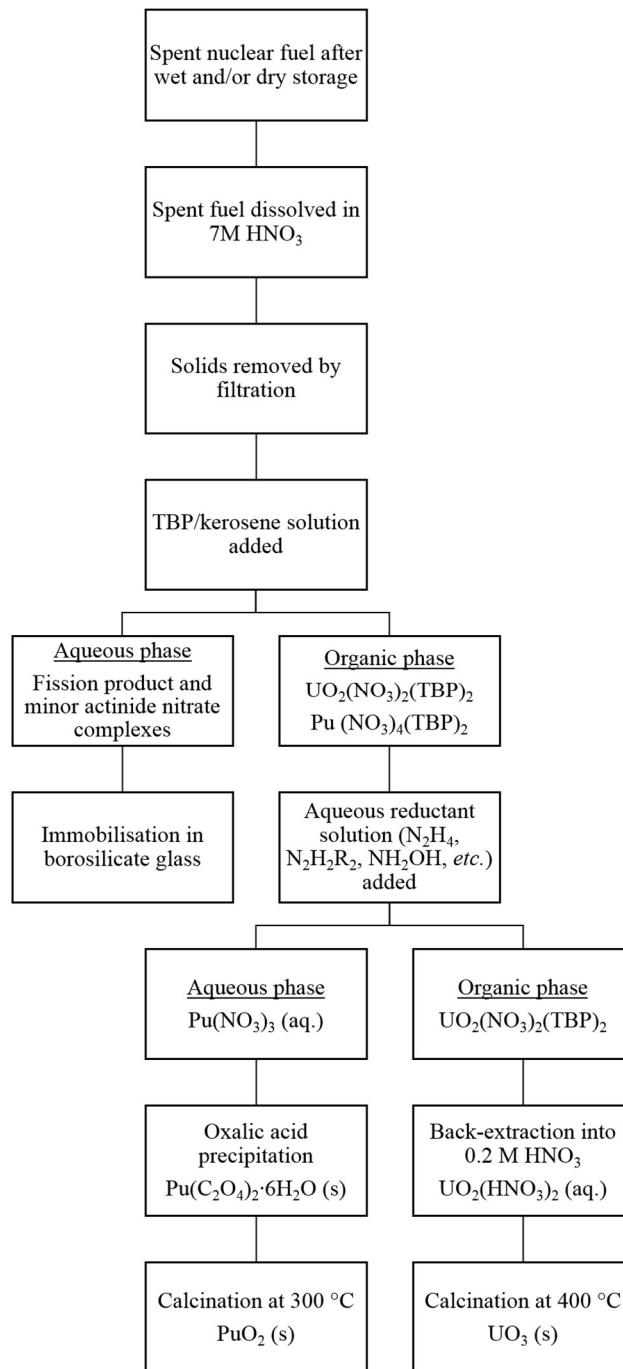 Spent nuclear fuel after
wet and/or dry storage
Spent fuel dissolved in
7M HNO₃
Solids removed by
filtration
TBP/kerosene solution
added
Aqueous phase
Fission product and
minor actinide nitrate
complexes
Organic phase
UO₂(NO₃)₂(TBP)₂
Pu (NO₃)₄(TBP)₂
Immobilisation in
borosilicate glass
Aqueous reductant
solution (N₂H₄,
N₂H₂R₂, NH₂OH, etc.)
added
Aqueous phase
Pu(NO₃)₃ (aq.)
Organic phase
UO₂(NO₃)₂(TBP)₂
Oxalic acid
precipitation
Pu(C₂O₄)₂·6H₂O (s)
Back-extraction into
0.2 M HNO₃
UO₂(HNO₃)₂ (aq.)
Calcination at 300 °C
PuO₂ (s)
Calcination at 400 °C
UO₃ (s)